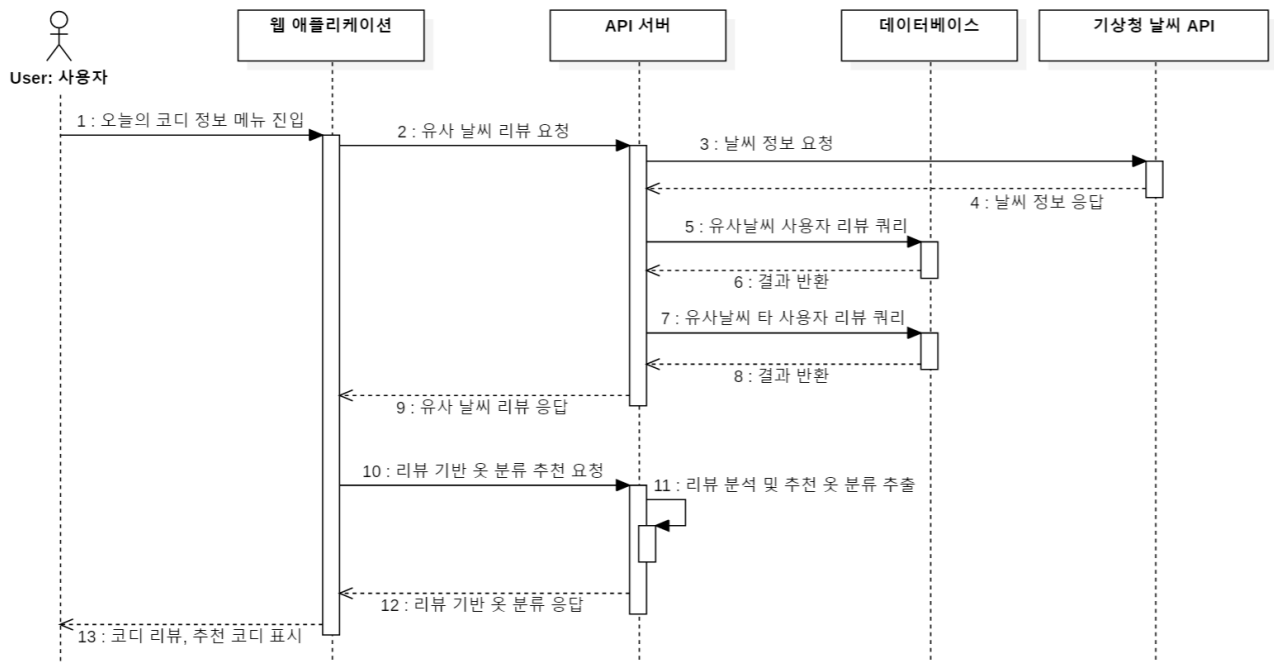 웹 애플리케이션
API 서버
데이터베이스
기상청 날씨 API
User: 사용자
1 : 오늘의 코디 정보 메뉴 진입
2 : 유사 날씨 리뷰 요청
3 : 날씨 정보 요청
4 : 날씨 정보 응답
5 : 유사날씨 사용자 리뷰 쿼리
6 : 결과 반환
7 : 유사날씨 타 사용자 리뷰 쿼리
8 : 결과 반환
9 : 유사 날씨 리뷰 응답
10 : 리뷰 기반 옷 분류 추천 요청
11 : 리뷰 분석 및 추천 옷 분류 추출
12 : 리뷰 기반 옷 분류 응답
13 : 코디 리뷰, 추천 코디 표시